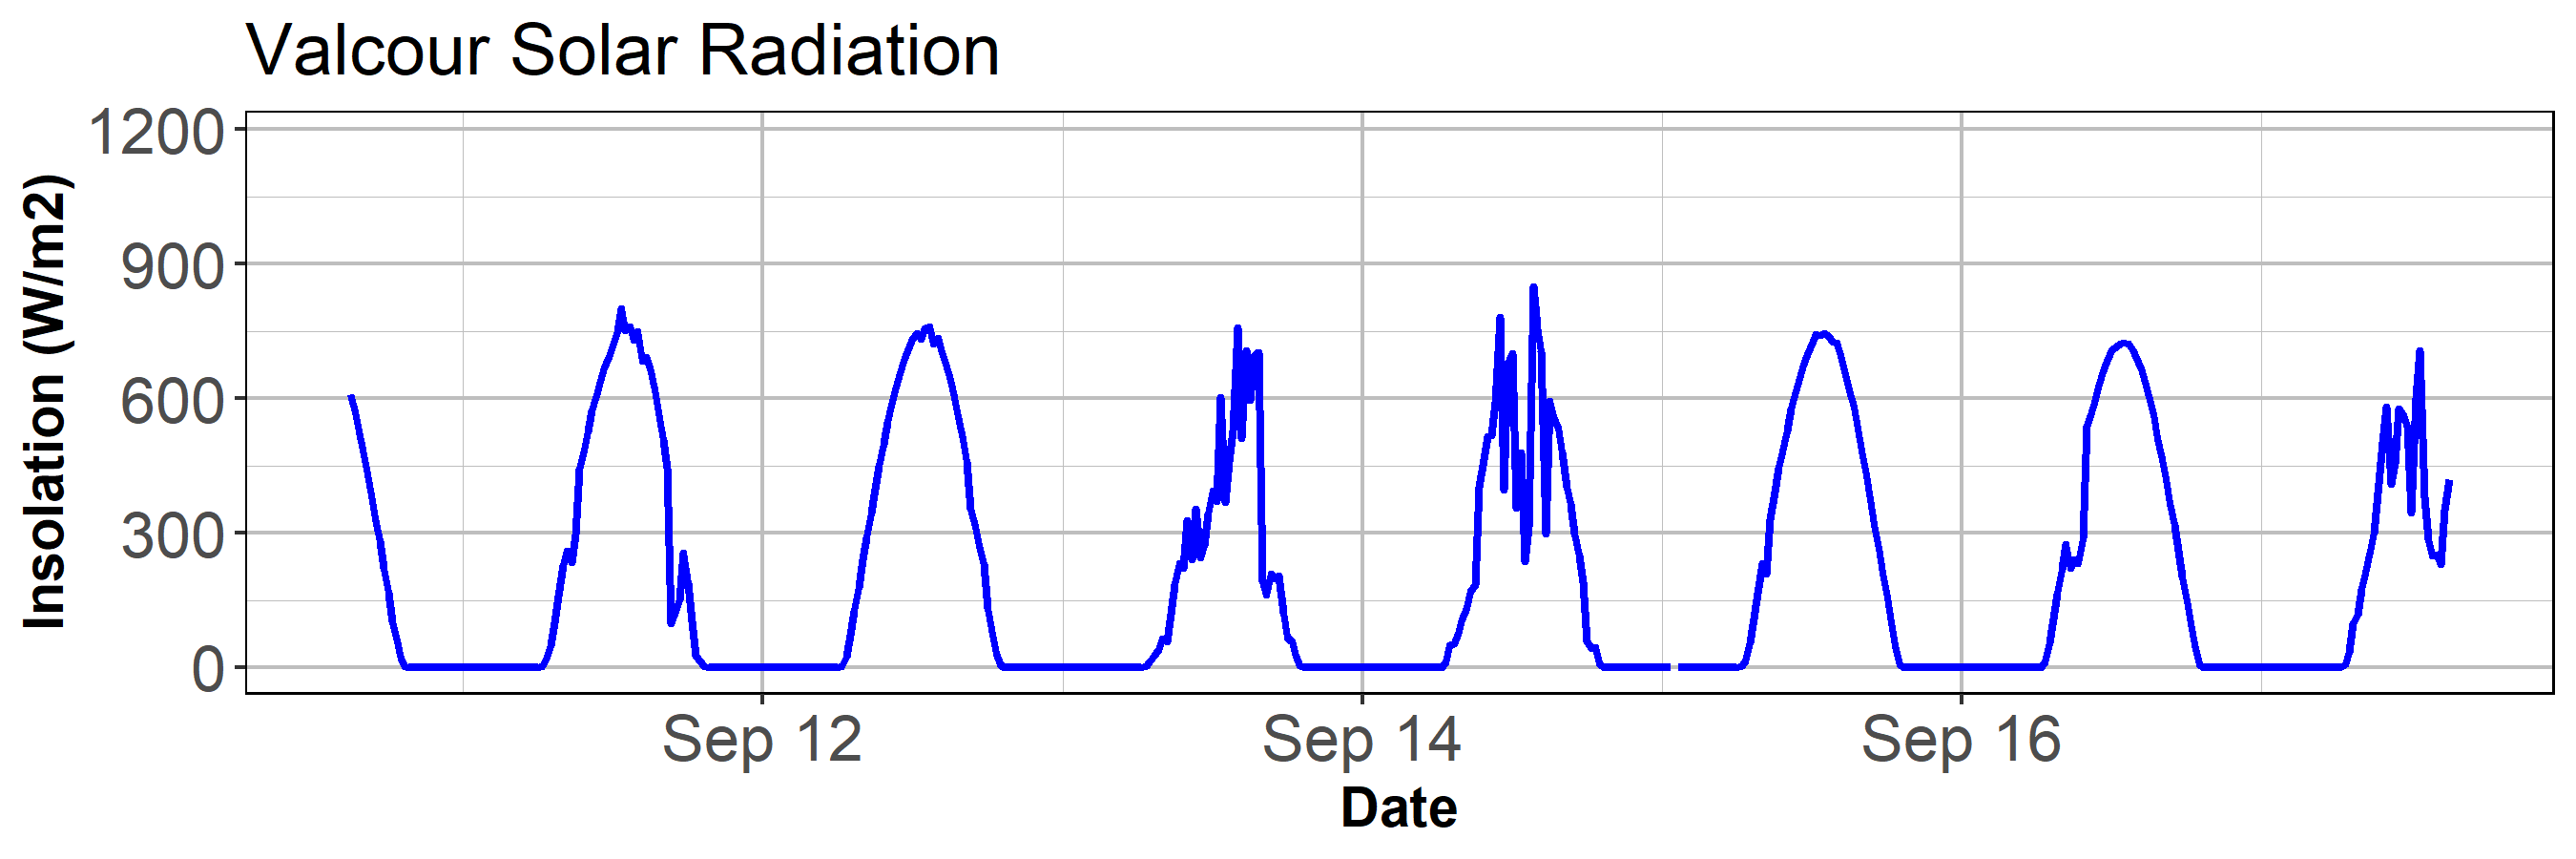 Valcour Solar Radiation
1200
900
600
300
0
Insolation (W/m2)
Sep 12
Sep 14
Sep 16
Date